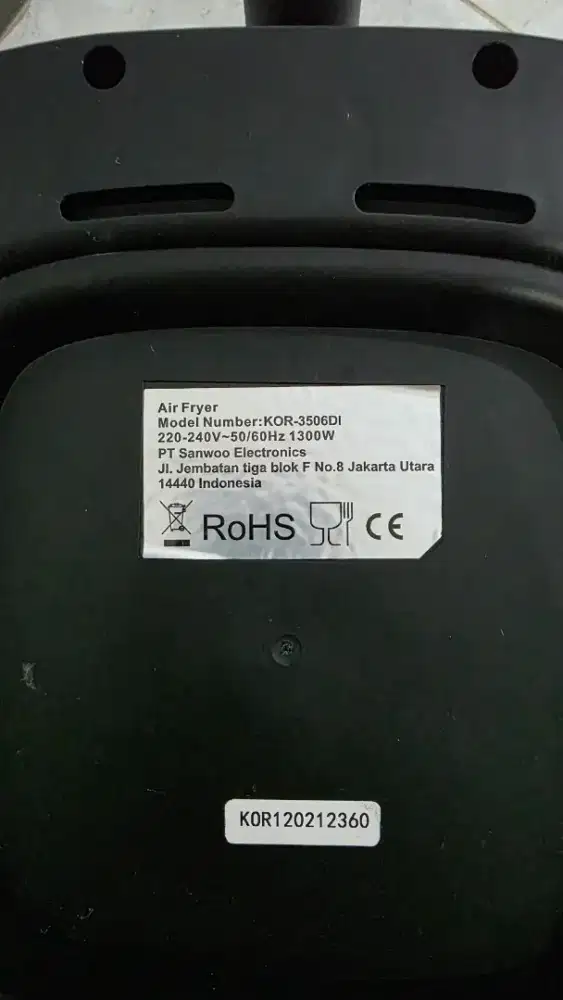 Air Fryer
Model Number:KOR-3506DI
220-240V~50/60Hz 1300W
PT Sanwoo Electronics
Jl. Jembatan tiga blok F No.8 Jakarta Utara
14440 Indonesia
RoHS CE
KOR120212360